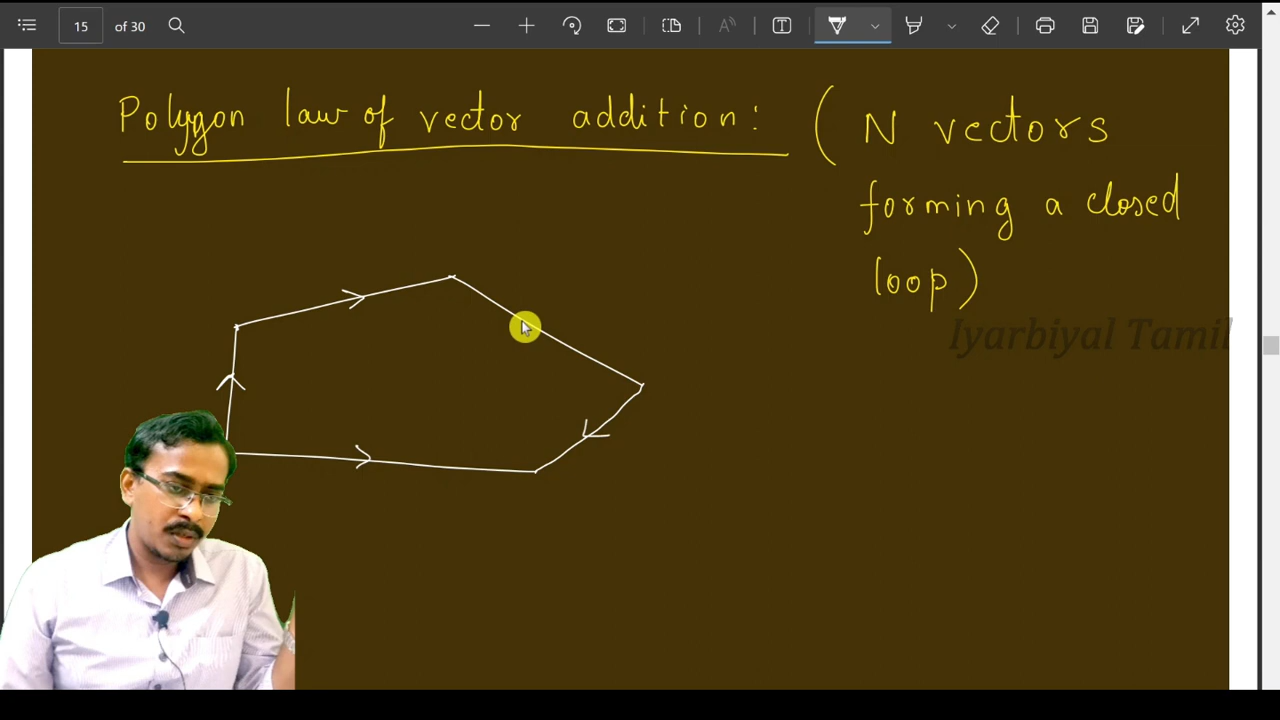 15 of 30
Polygon law of vector addition: ( N vectors
forming a closed
loop)
Iyarbiyal Tamil